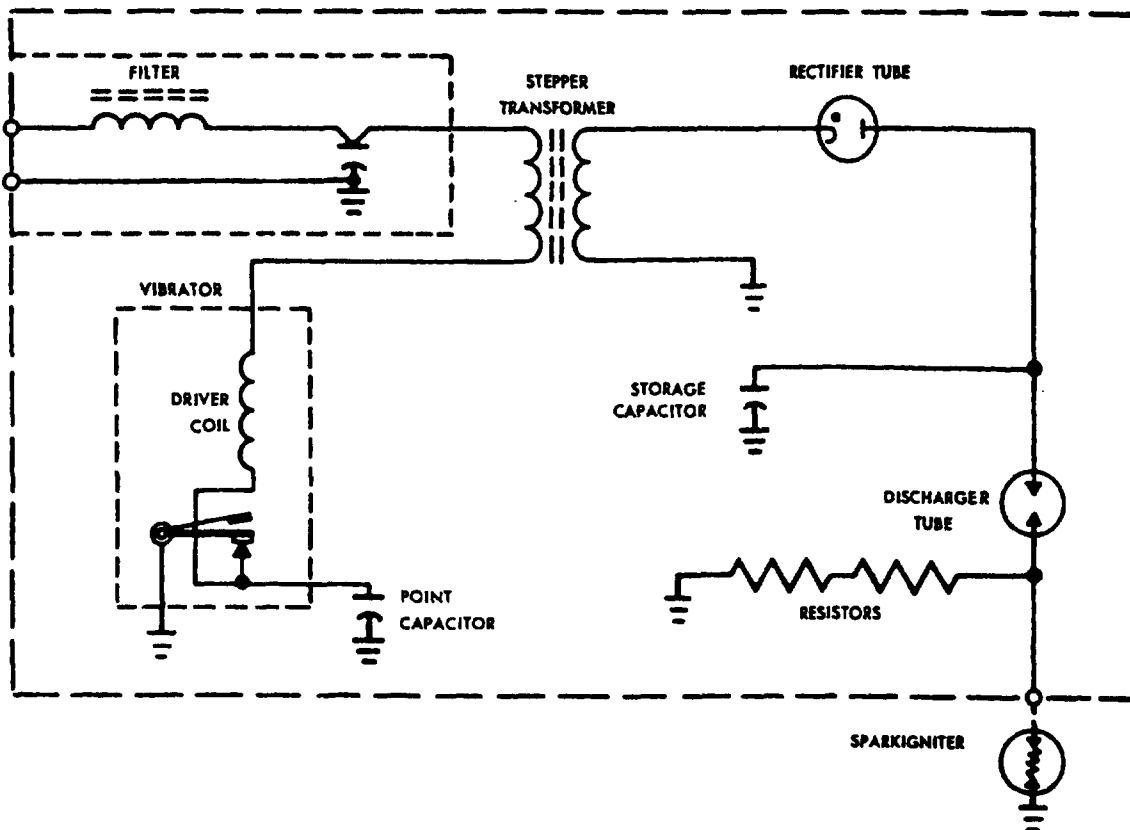 FILTER
STEPPER
TRANSFORMER
RECTIFIER TUBE
VIBRATOR
DRIVER
COIL
STORAGE
CAPACITOR
DISCHARGER
TUBE
POINT
CAPACITOR
RESISTORS
SPARKIGNITER